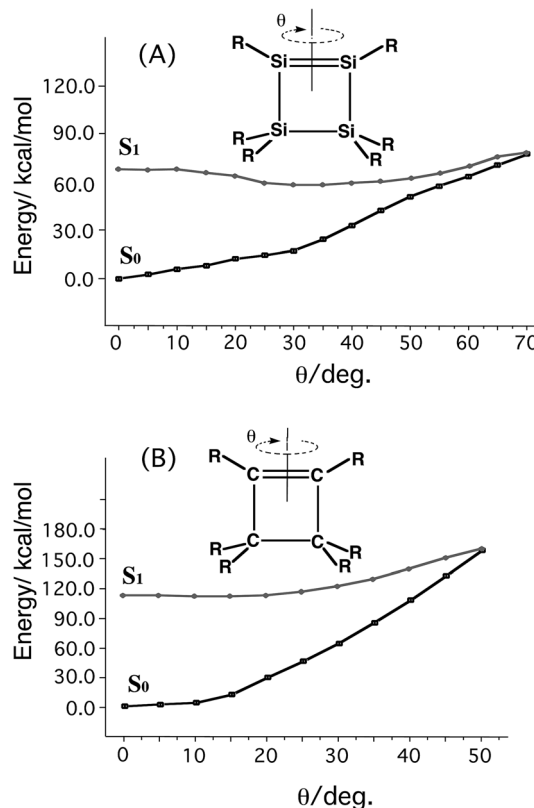 (A)
θ
R R
Si Si
Si Si
R R
R R
Energy/ kcal/mol
120.0
90.0
60.0
30.0
0.0
S1
S0
0 10 20 30 40 50 60 70
θ/deg.
(B)
θ
R R
C C
C C
R R
R R
Energy/ kcal/mol
180.0
150.0
120.0
90.0
60.0
30.0
0.0
S1
S0
0 10 20 30 40 50
θ/deg.